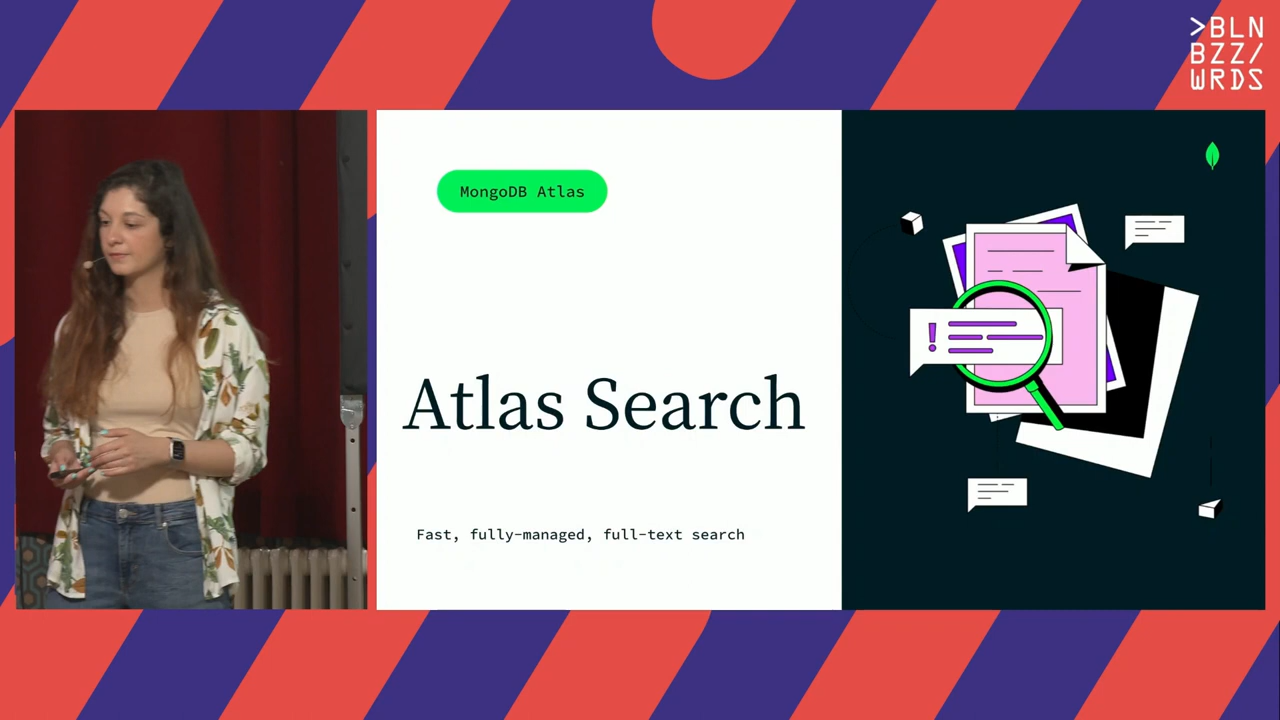 >BLN
BZZ/
WRDS
MongoDB Atlas
Atlas Search
Fast, fully-managed, full-text search
!